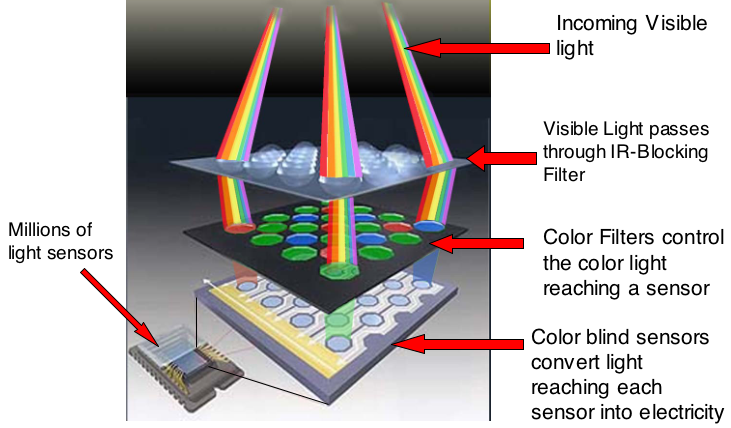 Incoming Visible
light
Visible Light passes
through IR-Blocking
Filter
Millions of
light sensors
Color Filters control
the color light
reaching a sensor
Color blind sensors
convert light
reaching each
sensor into electricity